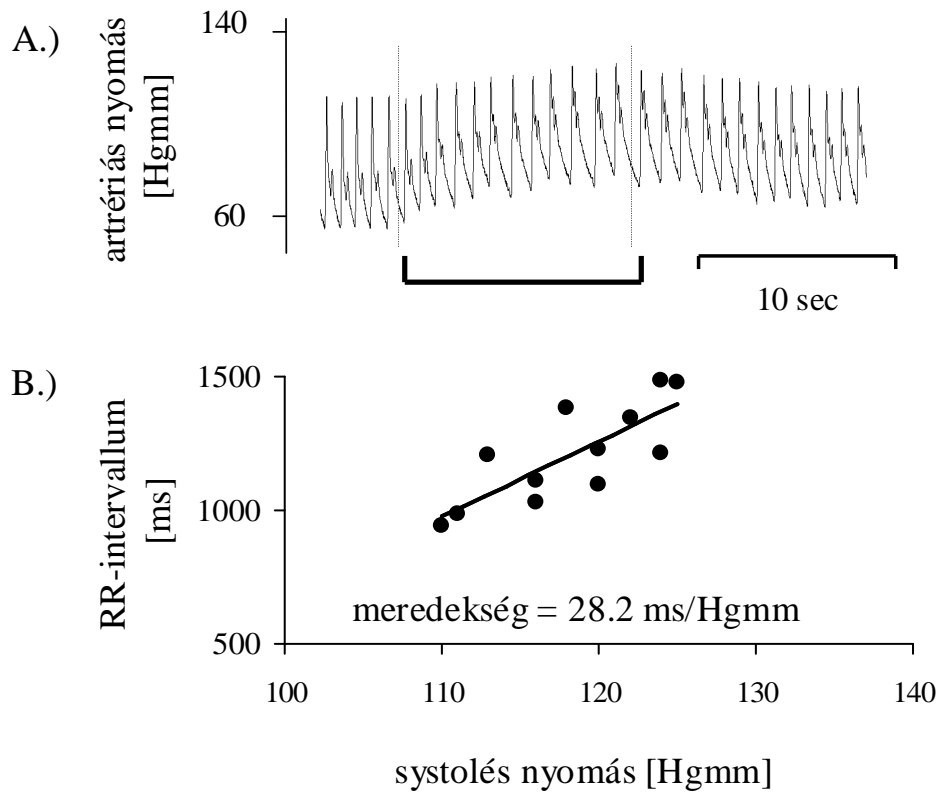 A.)
140
artrériás nyomás
[Hgmm]
60
10 sec
B.)
1500
RR-intervallum
[ms]
1000
meredekség = 28.2 ms/Hgmm
500
100 110 120 130 140
systolés nyomás [Hgmm]